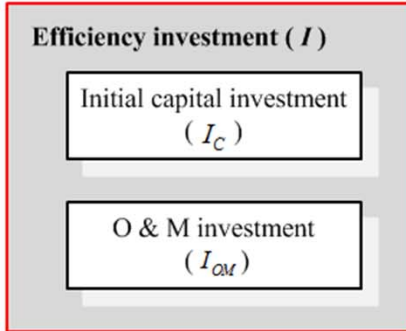 Efficiency investment ( I )
Initial capital investment
( I_C )
O & M investment
( I_OM )